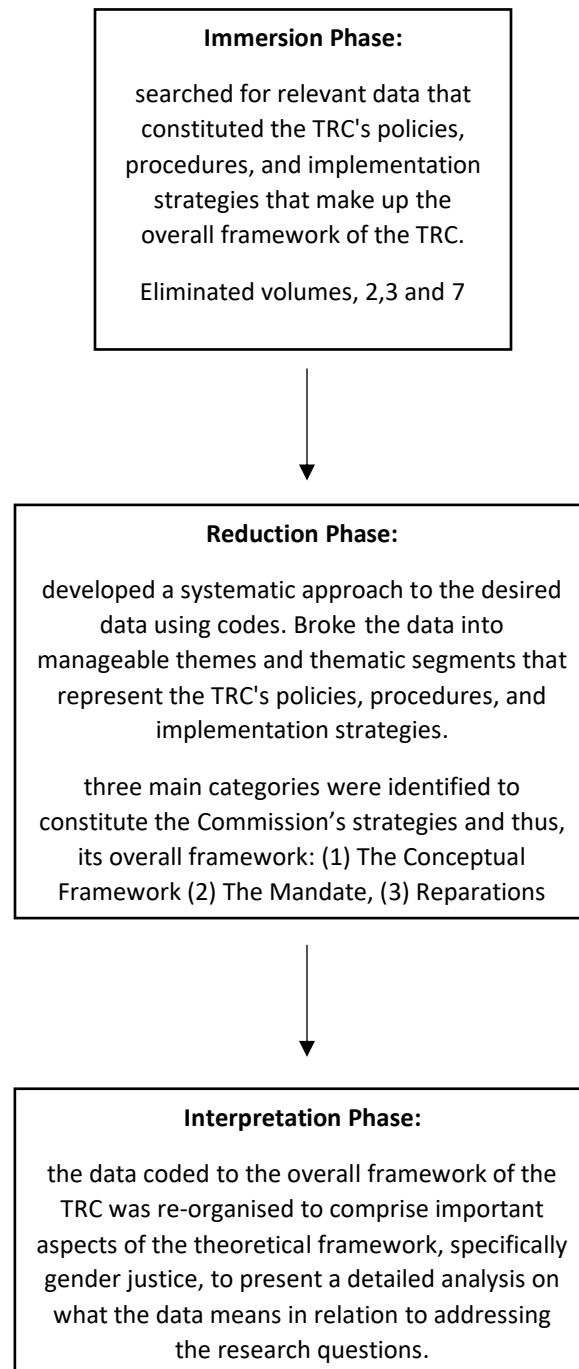 Immersion Phase:
searched for relevant data that
constituted the TRC's policies,
procedures, and implementation
strategies that make up the
overall framework of the TRC.
Eliminated volumes, 2,3 and 7
Reduction Phase:
developed a systematic approach to the desired
data using codes. Broke the data into
manageable themes and thematic segments that
represent the TRC's policies, procedures, and
implementation strategies.
three main categories were identified to
constitute the Commission’s strategies and thus,
its overall framework: (1) The Conceptual
Framework (2) The Mandate, (3) Reparations
Interpretation Phase:
the data coded to the overall framework of the
TRC was re-organised to comprise important
aspects of the theoretical framework, specifically
gender justice, to present a detailed analysis on
what the data means in relation to addressing
the research questions.